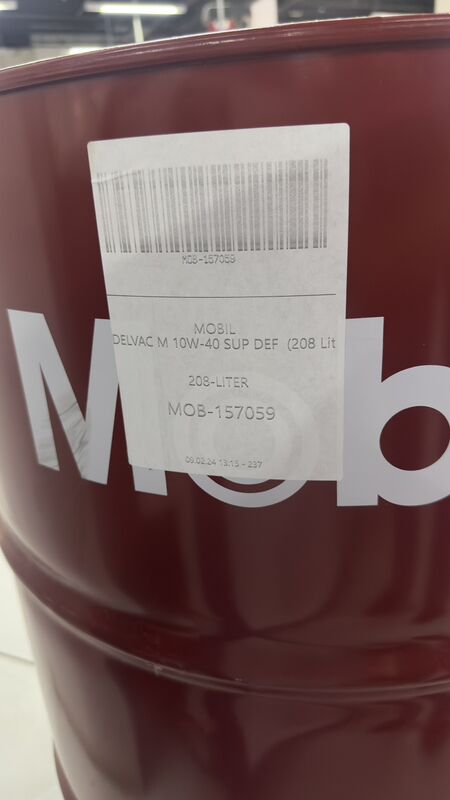 MOB-157059
MOBIL
DELVAC M 10W-40 SUP DEF (208 Lit
208-LITER
MOB-157059
09.02.24 13:15 - 237
Mob